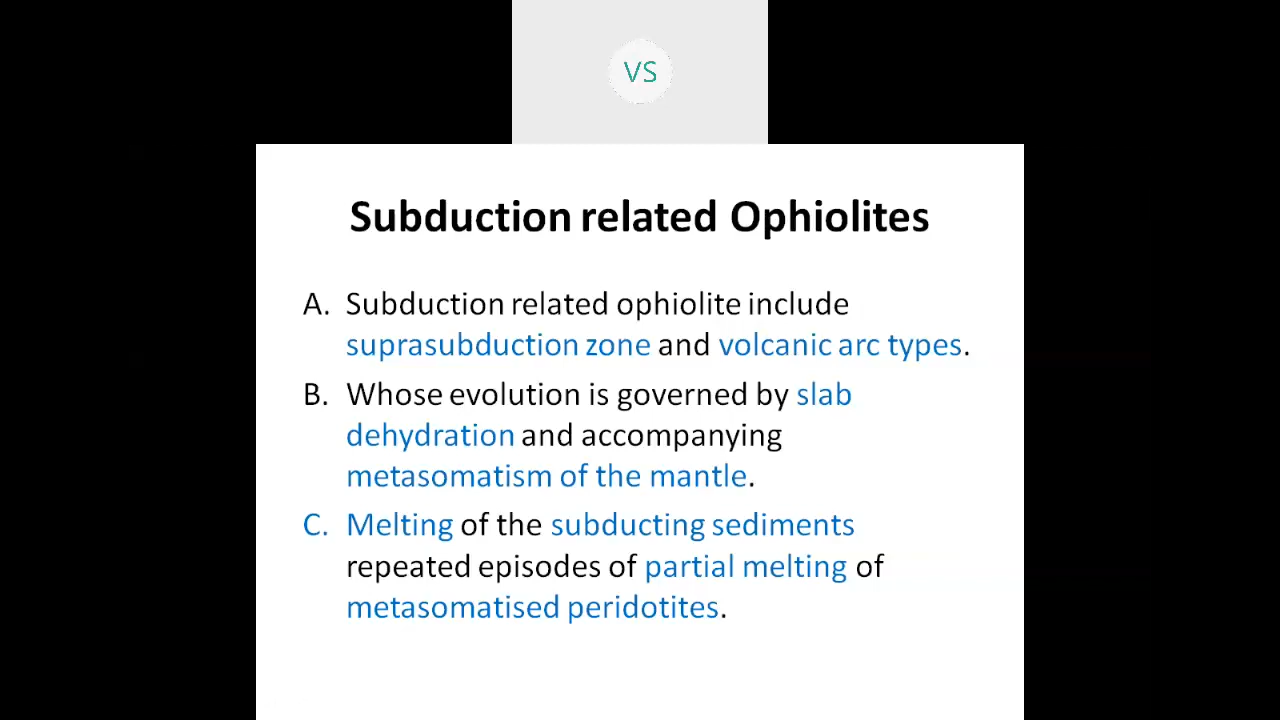 VS
Subduction related Ophiolites
A. Subduction related ophiolite include
suprasubduction zone and volcanic arc types.
B. Whose evolution is governed by slab
dehydration and accompanying
metasomatism of the mantle.
C. Melting of the subducting sediments
repeated episodes of partial melting of
metasomatised peridotites.